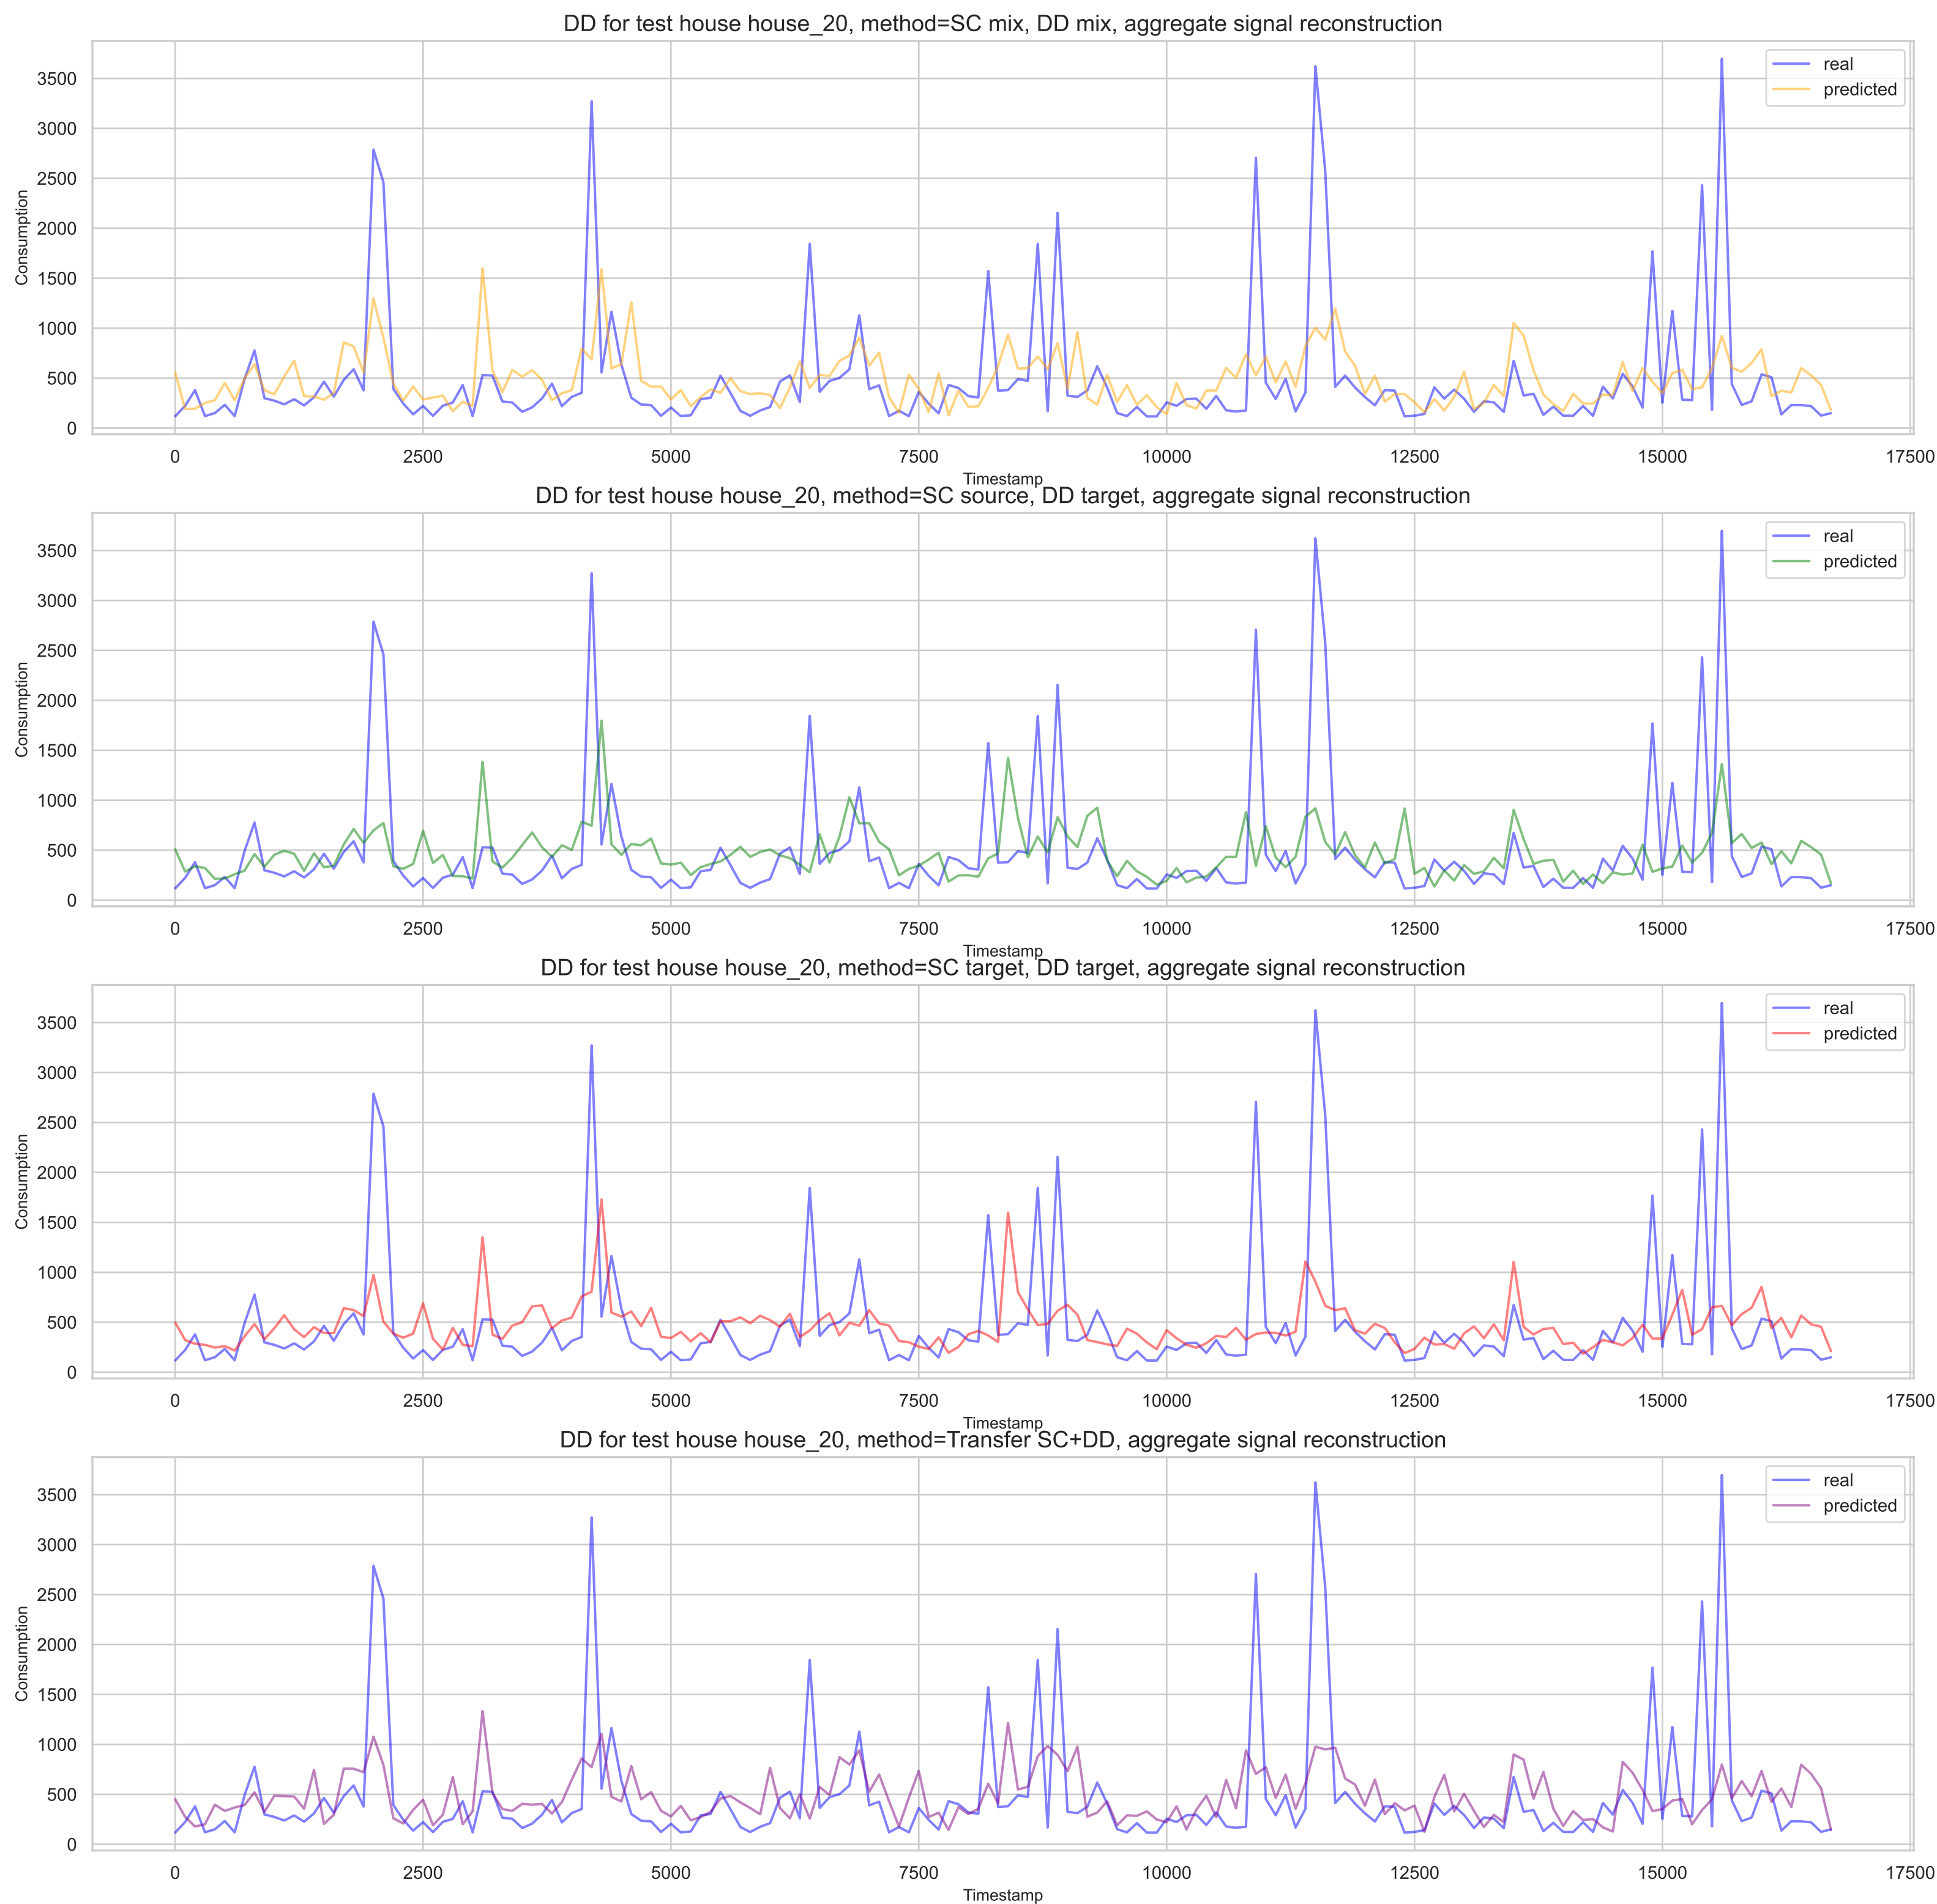 DD for test house house_20, method=SC mix, DD mix, aggregate signal reconstruction
real
predicted
3500
3000
2500
2000
1500
1000
500
0
Consumption
0 2500 5000 7500 10000 12500 15000 17500
Timestamp
DD for test house house_20, method=SC source, DD target, aggregate signal reconstruction
real
predicted
3500
3000
2500
2000
1500
1000
500
0
Consumption
0 2500 5000 7500 10000 12500 15000 17500
Timestamp
DD for test house house_20, method=SC target, DD target, aggregate signal reconstruction
real
predicted
3500
3000
2500
2000
1500
1000
500
0
Consumption
0 2500 5000 7500 10000 12500 15000 17500
Timestamp
DD for test house house_20, method=Transfer SC+DD, aggregate signal reconstruction
real
predicted
3500
3000
2500
2000
1500
1000
500
0
Consumption
0 2500 5000 7500 10000 12500 15000 17500
Timestamp